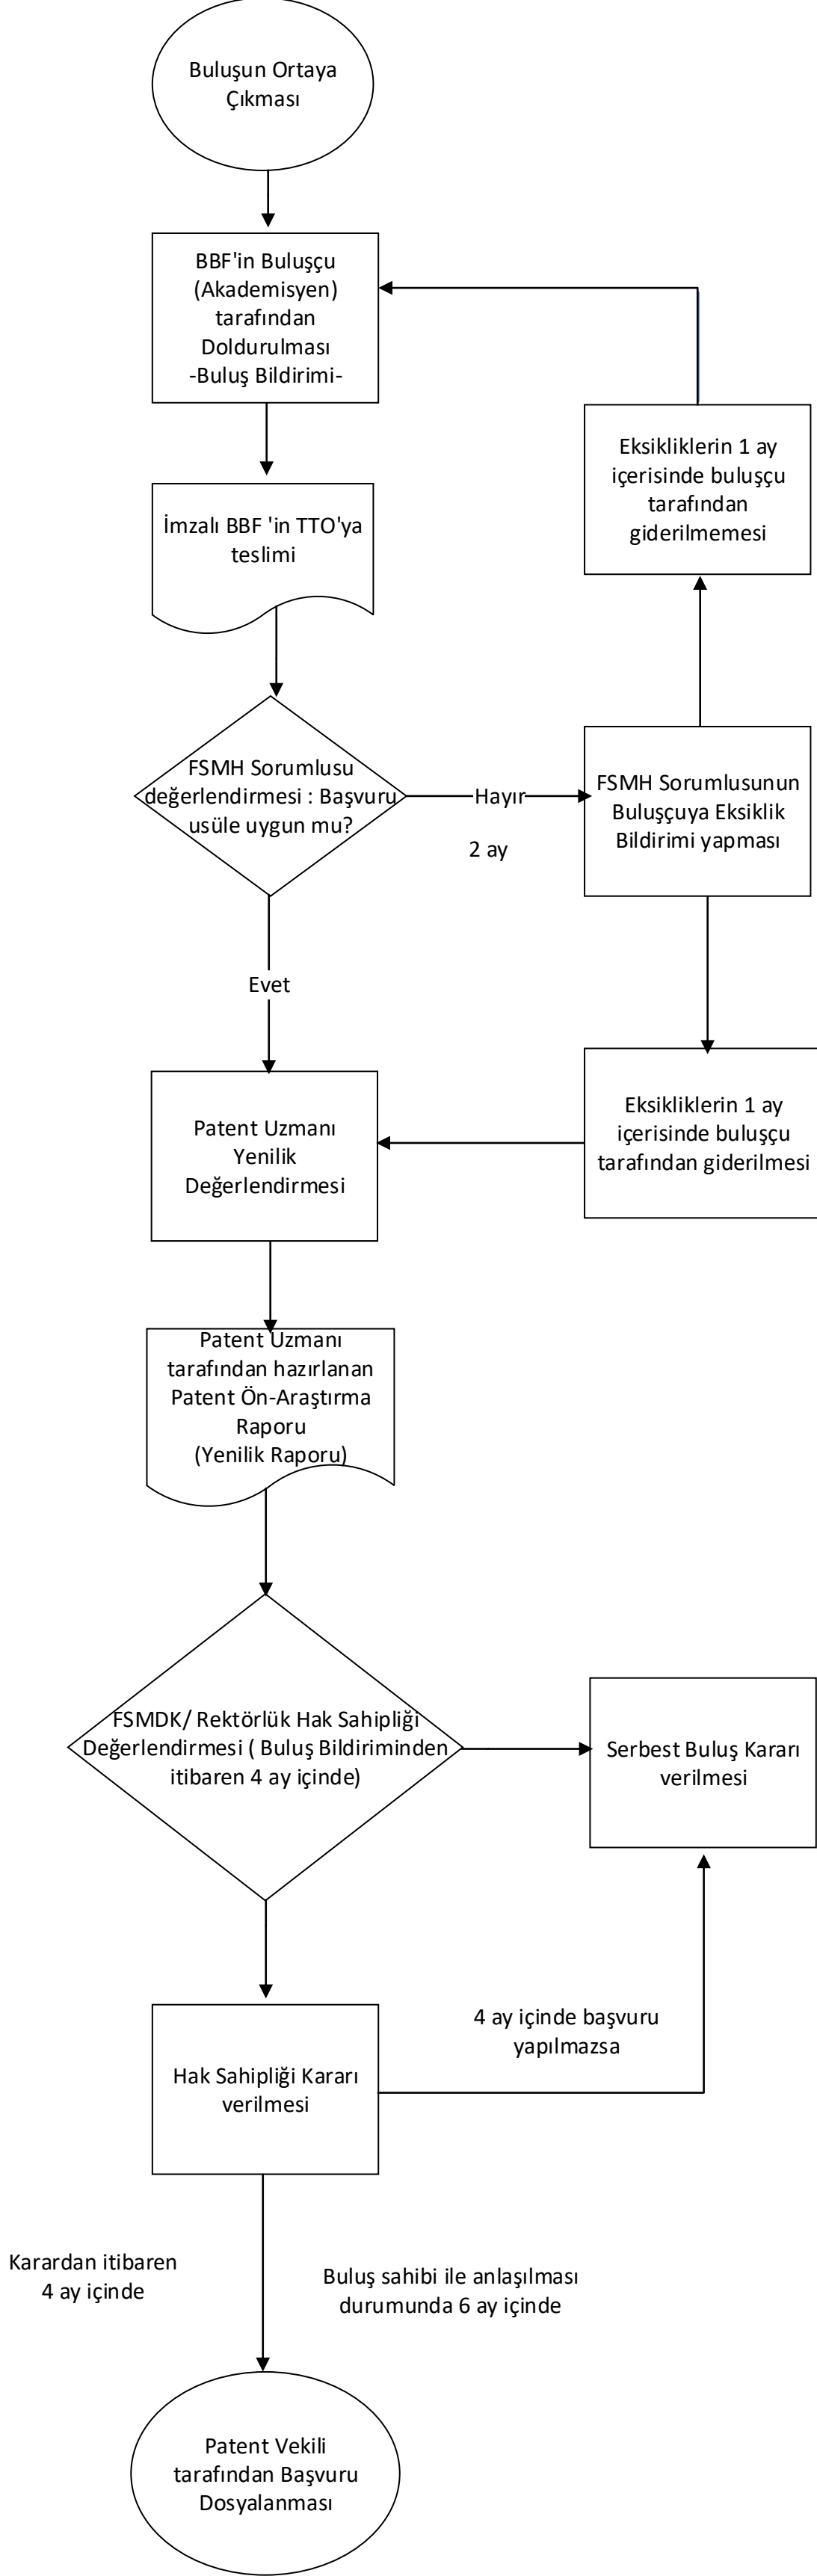 Buluşun Ortaya
Çıkması
BBF'in Buluşçu
(Akademisyen)
tarafından
Doldurulması
-Buluş Bildirimi-
Eksikliklerin 1 ay
içerisinde buluşçu
tarafından
giderilmemesi
İmzalı BBF 'in TTO'ya
teslimi
FSMH Sorumlusu
değerlendirmesi : Başvuru
usüle uygun mu?
Hayır
2 ay
FSMH Sorumlusunun
Buluşçuya Eksiklik
Bildirimi yapması
Evet
Eksikliklerin 1 ay
içerisinde buluşçu
tarafından giderilmesi
Patent Uzmanı
Yenilik
Değerlendirmesi
Patent Uzmanı
tarafından hazırlanan
Patent Ön-Araştırma
Raporu
(Yenilik Raporu)
FSMDK/ Rektörlük Hak Sahipliği
Değerlendirmesi ( Buluş Bildiriminden
itibaren 4 ay içinde)
Serbest Buluş Kararı
verilmesi
4 ay içinde başvuru
yapılmazsa
Hak Sahipliği Kararı
verilmesi
Karardan itibaren
4 ay içinde
Buluş sahibi ile anlaşılması
durumunda 6 ay içinde
Patent Vekili
tarafından Başvuru
Dosyalanması